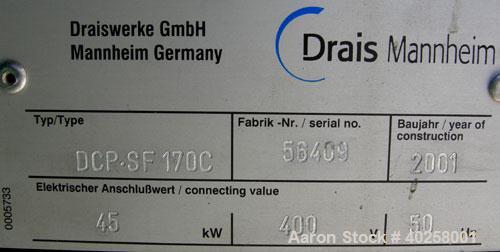 Draiswerke GmbH
Mannheim Germany
Drais Mannheim
Typ/Type
Fabrik -Nr. / serial no.
Baujahr / year of
construction
DCP-SF 170C
56409
2001
Elektrischer Anschlußwert / connecting value
45 kW 400 V 50 Hz
0005733
Aaron Stock # 40258001